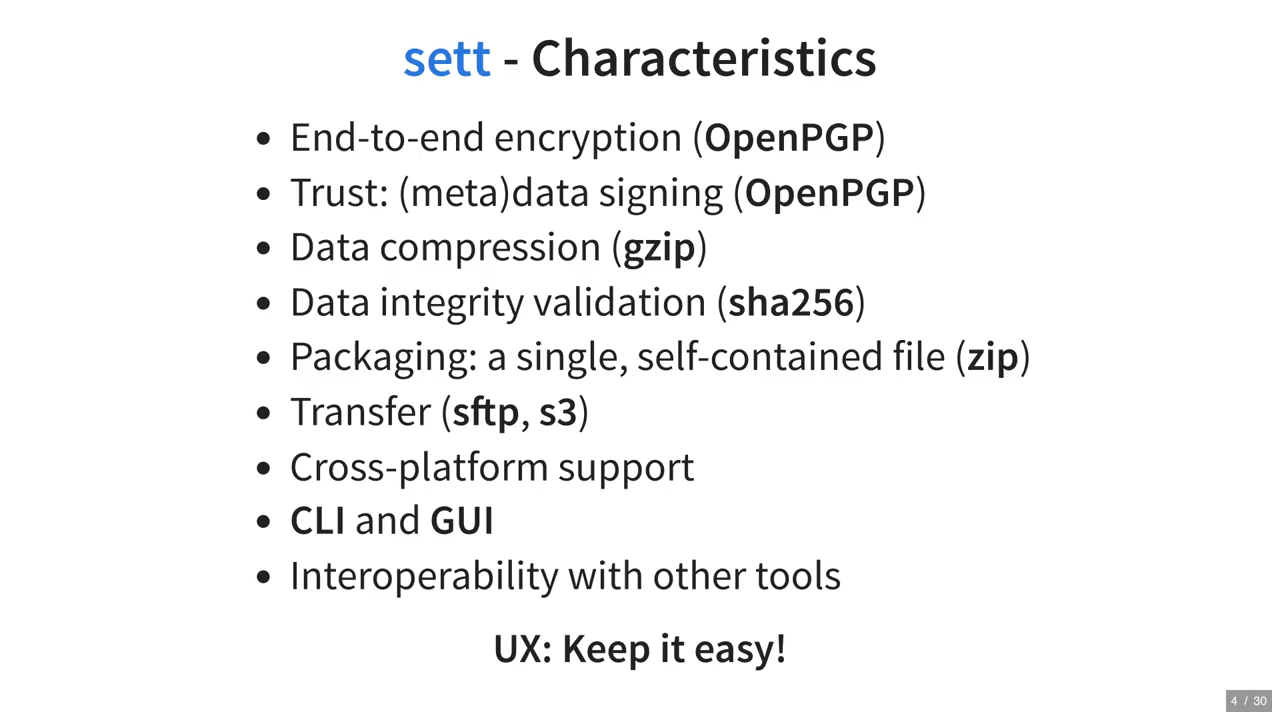 sett - Characteristics
• End-to-end encryption (OpenPGP)
• Trust: (meta)data signing (OpenPGP)
• Data compression (gzip)
• Data integrity validation (sha256)
• Packaging: a single, self-contained file (zip)
• Transfer (sftp, s3)
• Cross-platform support
• CLI and GUI
• Interoperability with other tools
UX: Keep it easy!
4 / 30